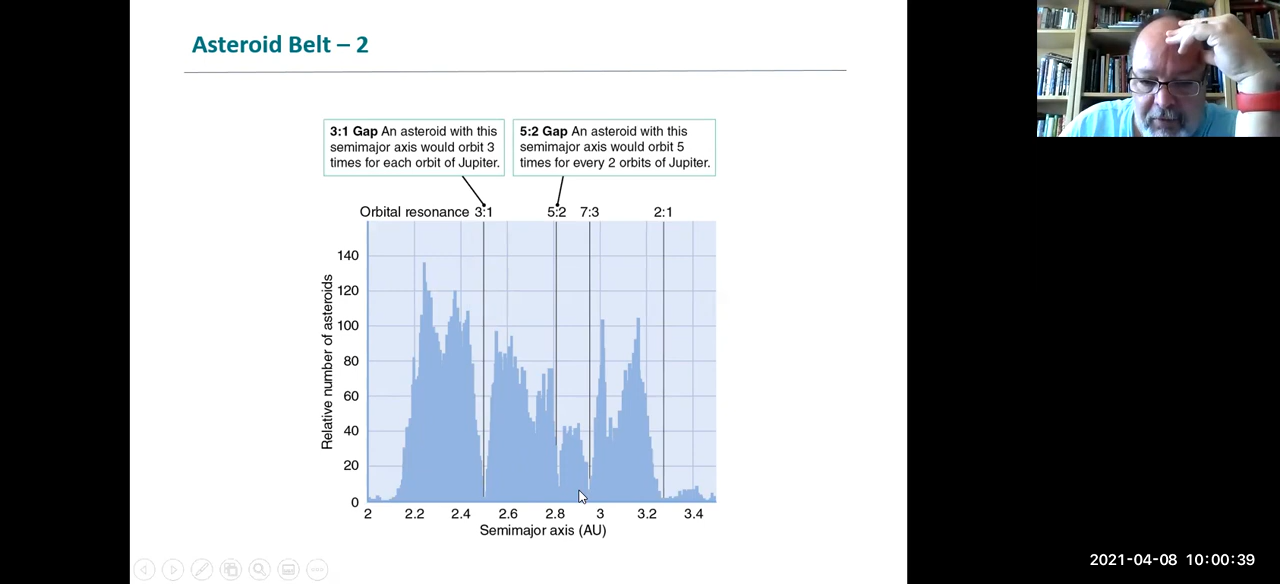 Asteroid Belt – 2
3:1 Gap An asteroid with this
semimajor axis would orbit 3
times for each orbit of Jupiter.
5:2 Gap An asteroid with this
semimajor axis would orbit 5
times for every 2 orbits of Jupiter.
Orbital resonance 3:1 5:2 7:3 2:1
140
120
100
80
60
40
20
0
Relative number of asteroids
2 2.2 2.4 2.6 2.8 3 3.2 3.4
Semimajor axis (AU)
2021-04-08 10:00:39